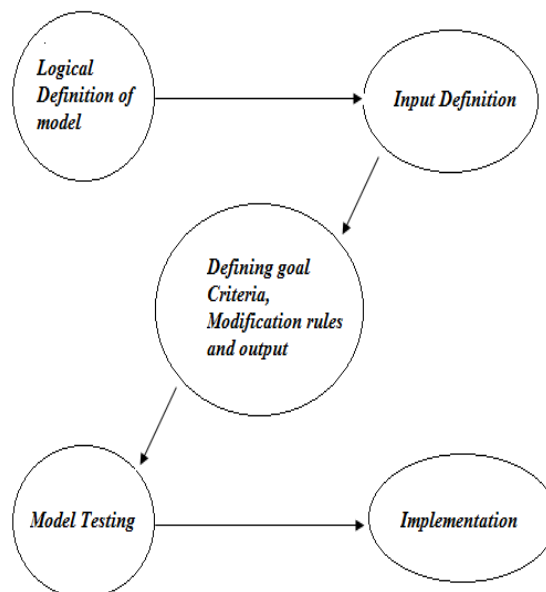 Logical
Definition of
model
Input Definition
Defining goal
Criteria,
Modification rules
and output
Model Testing
Implementation